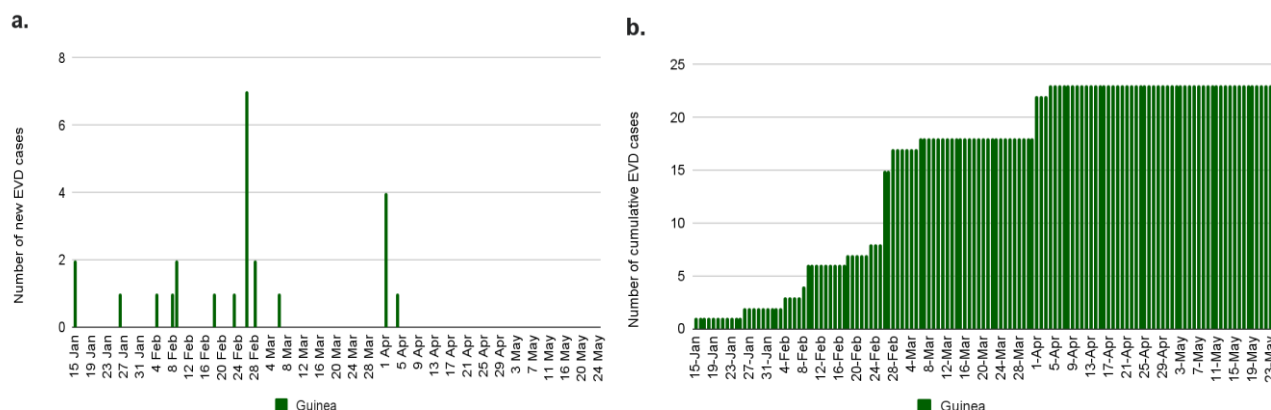 a.
Number of new EVD cases
8
6
4
2
0
15 Jan
19 Jan
23 Jan
27 Jan
31 Jan
4 Feb
8 Feb
12 Feb
16 Feb
20 Feb
24 Feb
28 Feb
4 Mar
8 Mar
12 Mar
16 Mar
20 Mar
24 Mar
28 Mar
1 Apr
5 Apr
9 Apr
13 Apr
17 Apr
21 Apr
25 Apr
29 Apr
3 May
7 May
11 May
16 May
20 May
24 May
Guinea
b.
Number of cumulative EVD cases
25
20
15
10
5
0
15-Jan
19-Jan
23-Jan
27-Jan
31-Jan
4-Feb
8-Feb
12-Feb
16-Feb
20-Feb
24-Feb
28-Feb
4-Mar
8-Mar
12-Mar
16-Mar
20-Mar
24-Mar
28-Mar
1-Apr
5-Apr
9-Apr
13-Apr
17-Apr
21-Apr
25-Apr
29-Apr
3-May
7-May
11-May
15-May
19-May
23-May
Guinea